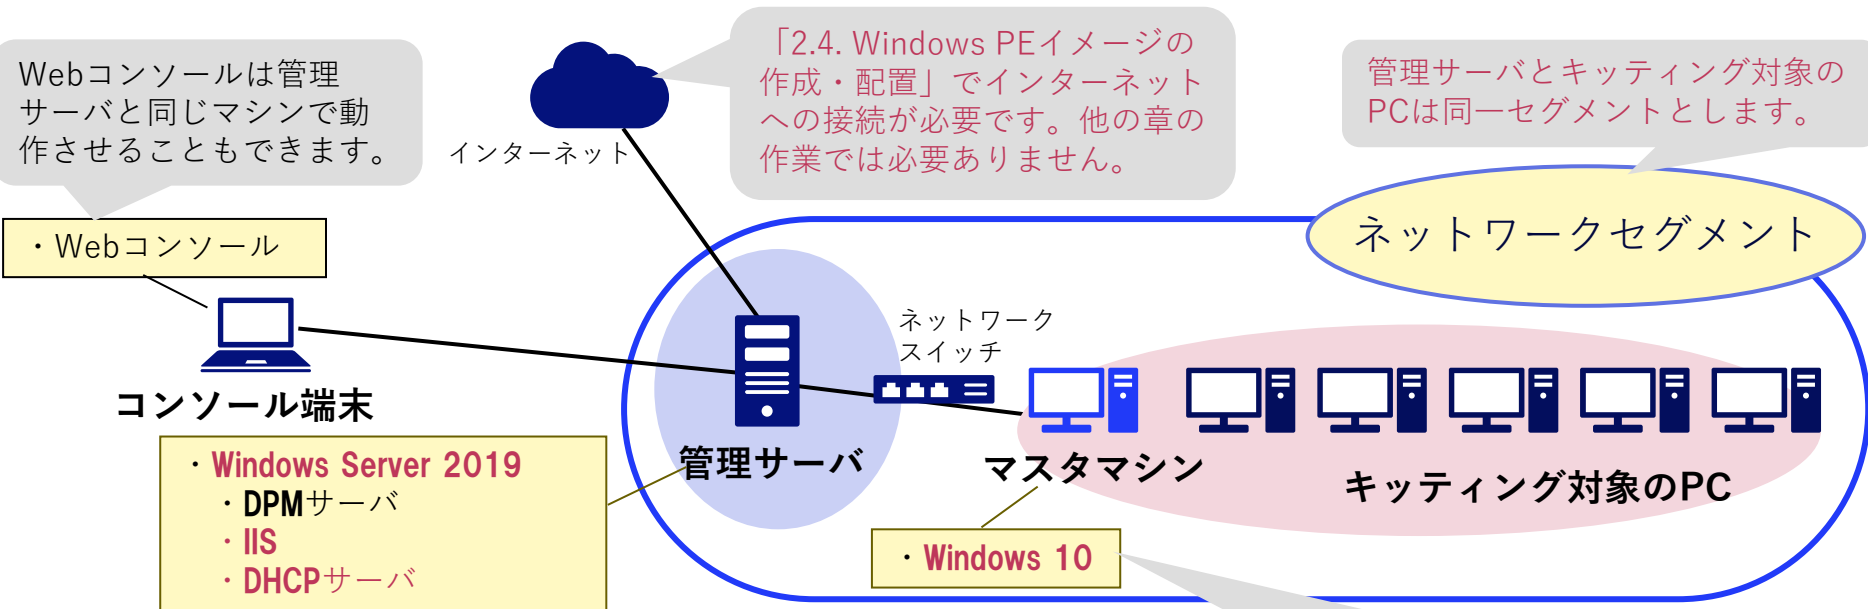 Webコンソールは管理
サーバと同じマシンで動
作させることもできます。
・Webコンソール
コンソール端末
インターネット
「2.4. Windows PEイメージの
作成・配置」でインターネット
への接続が必要です。他の章の
作業では必要ありません。
管理サーバとキッティング対象の
PCは同一セグメントとします。
ネットワークセグメント
ネットワーク
スイッチ
管理サーバ
マスタマシン
キッティング対象のPC
・Windows Server 2019
・DPMサーバ
・IIS
・DHCPサーバ
・Windows 10